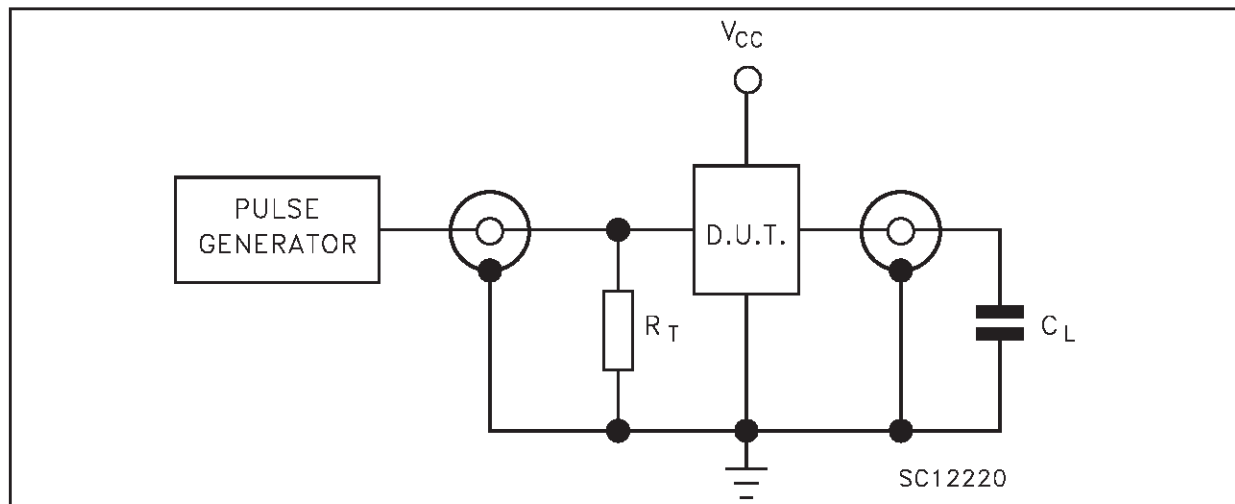 VCC
PULSE
GENERATOR
D.U.T.
RT
CL
SC12220